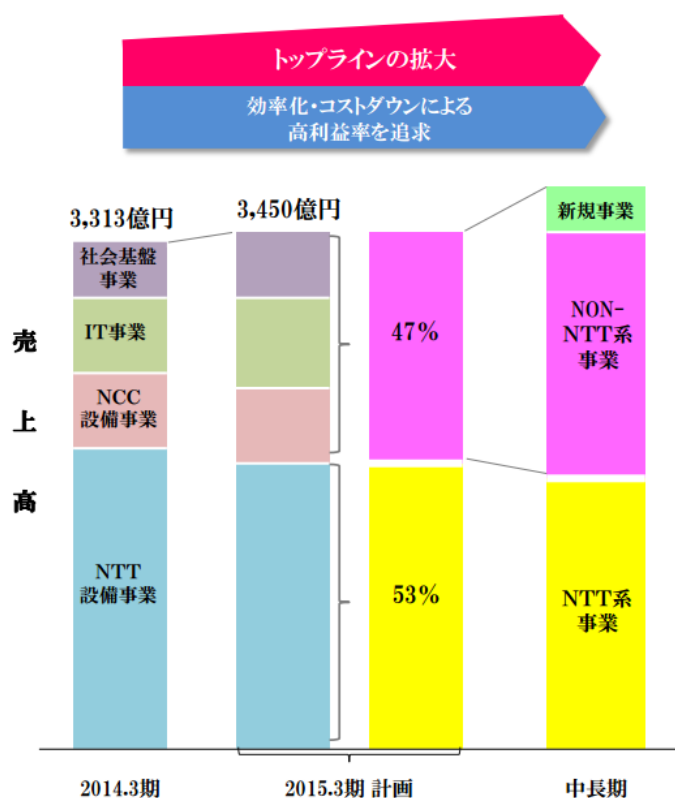 トップラインの拡大
効率化・コストダウンによる
高利益率を追求
3,313億円
3,450億円
新規事業
社会基盤
事業
IT事業
NCC
設備事業
NTT
設備事業
47%
53%
NON-
NTT系
事業
NTT系
事業
売
上
高
2014.3期
2015.3期 計画
中長期